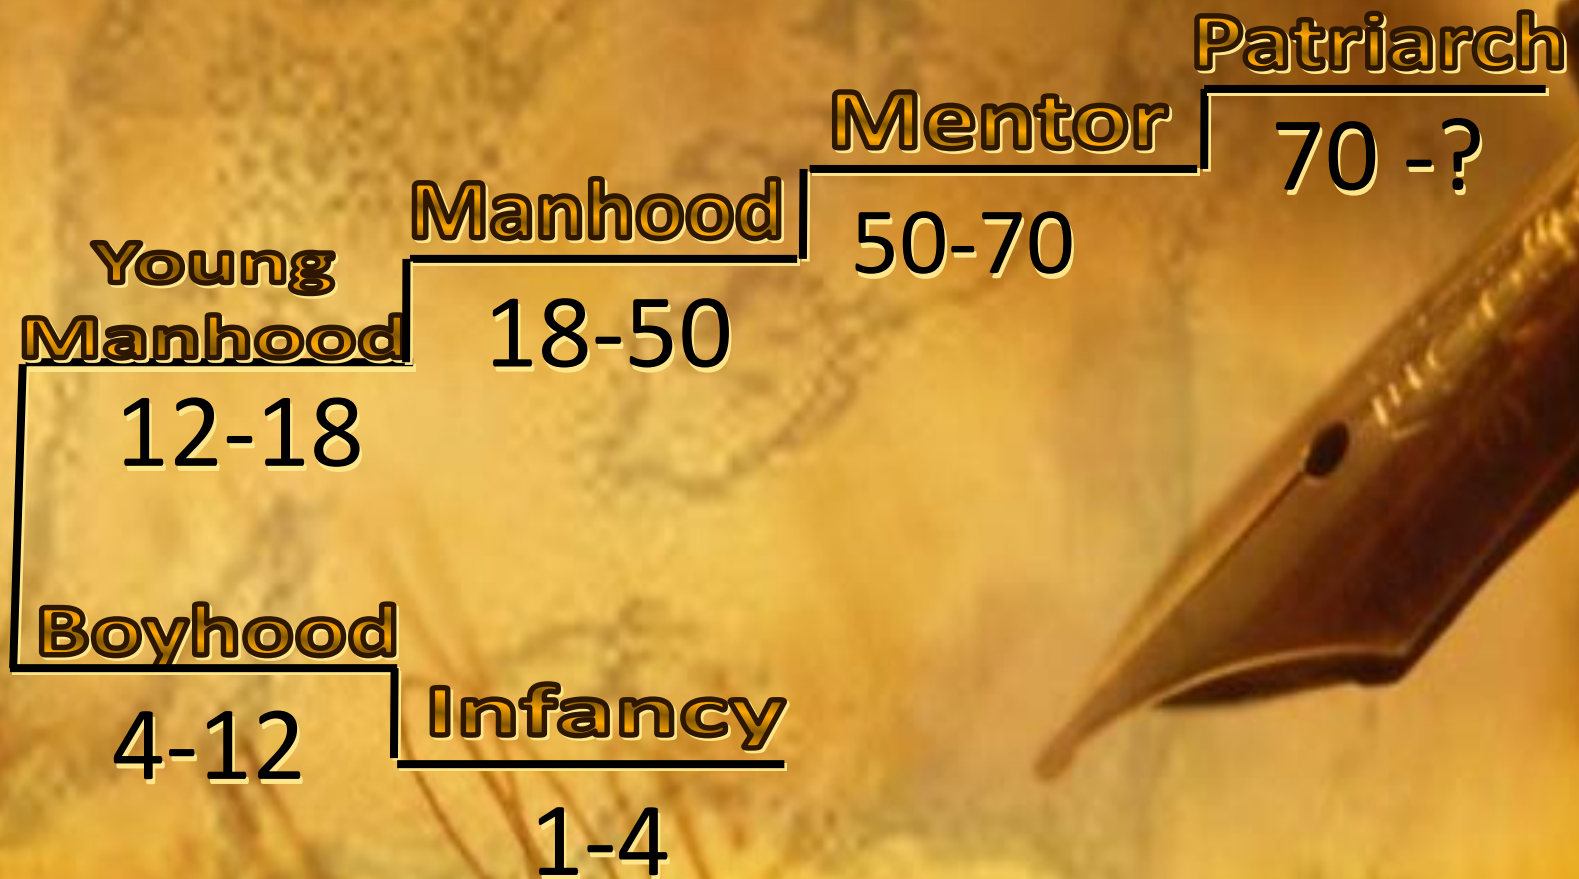 Patriarch
70 -?
Mentor
50-70
Manhood
18-50
Young
Manhood
12-18
Boyhood
4-12
Infancy
1-4